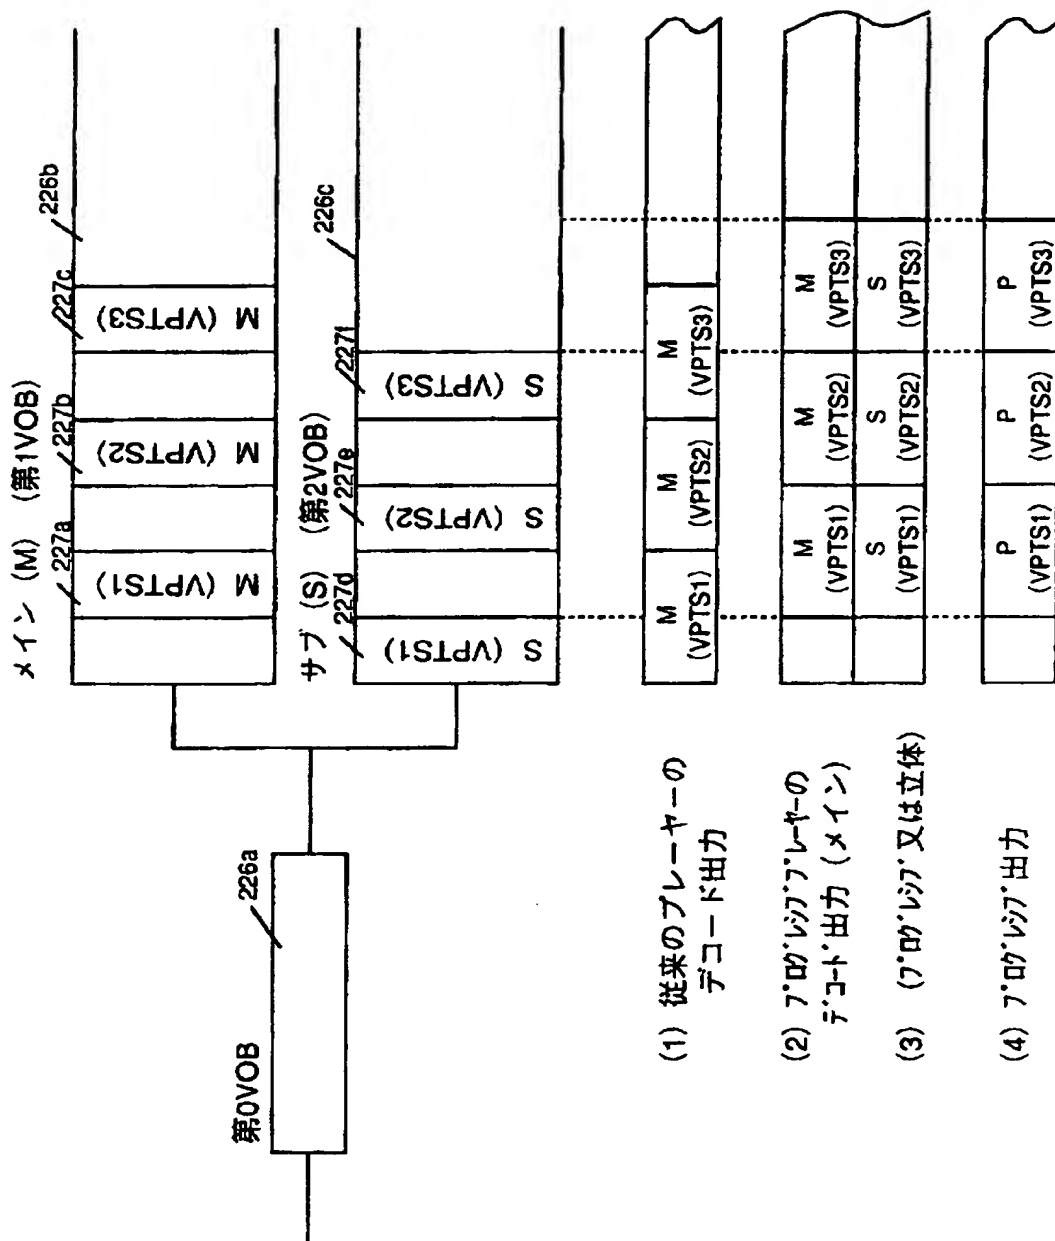 第0VOB
226a
メイン (M) (第1VOB)
227a
227b
227c
226b
M (VPTS1)
M (VPTS2)
M (VPTS3)
サブ (S) (第2VOB)
227d
227e
227f
226c
S (VPTS1)
S (VPTS2)
S (VPTS3)
(1) 従来のプレーヤーの
デコード出力
M
(VPTS1)
M
(VPTS2)
M
(VPTS3)
(2) プログレシブプレーヤーの
デコード出力 (メイン)
M
(VPTS1)
M
(VPTS2)
M
(VPTS3)
(3) (プログレシブ又は立体)
S
(VPTS1)
S
(VPTS2)
S
(VPTS3)
(4) プログレシブ出力
P
(VPTS1)
P
(VPTS2)
P
(VPTS3)